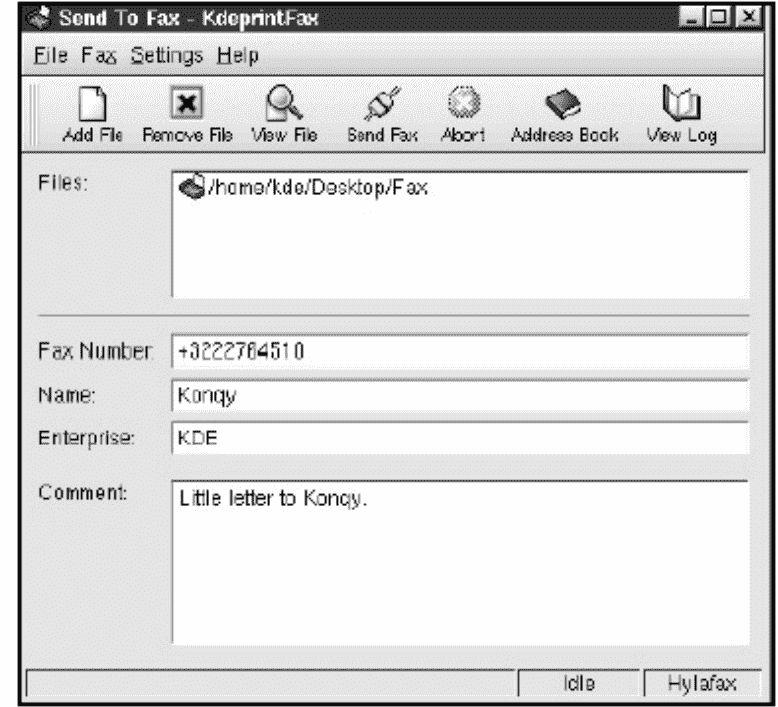 Send To Fax - KdeprintFax
File Fax Settings Help
Add File Remove File View File Send Fax Abort Address Book View Log
Files:
/home/kde/Desktop/Fax
Fax Number: +3222764510
Name: Konqy
Enterprise: KDE
Comment: Little letter to Konqy.
Idle Hylafax